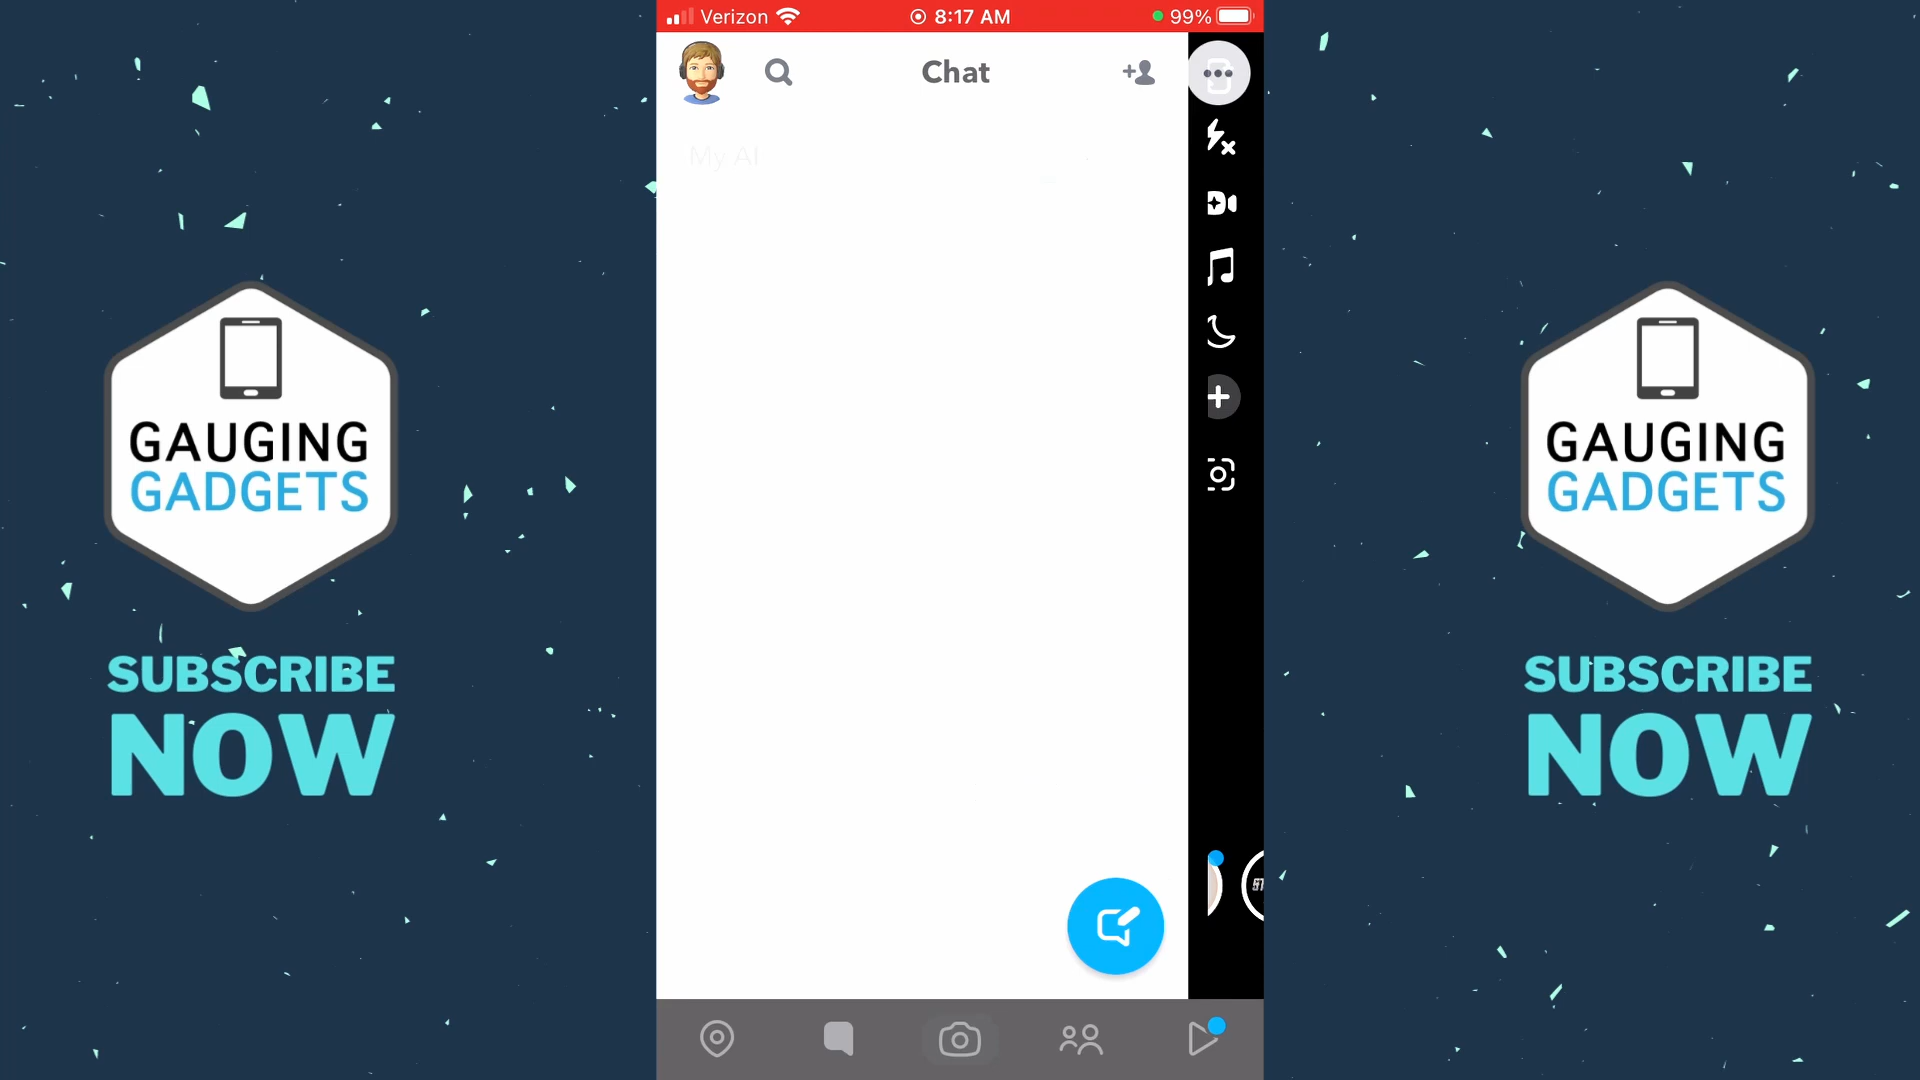 Verizon 8:17 AM 99%
Chat
My AI
GAUGING
GADGETS
SUBSCRIBE
NOW
GAUGING
GADGETS
SUBSCRIBE
NOW